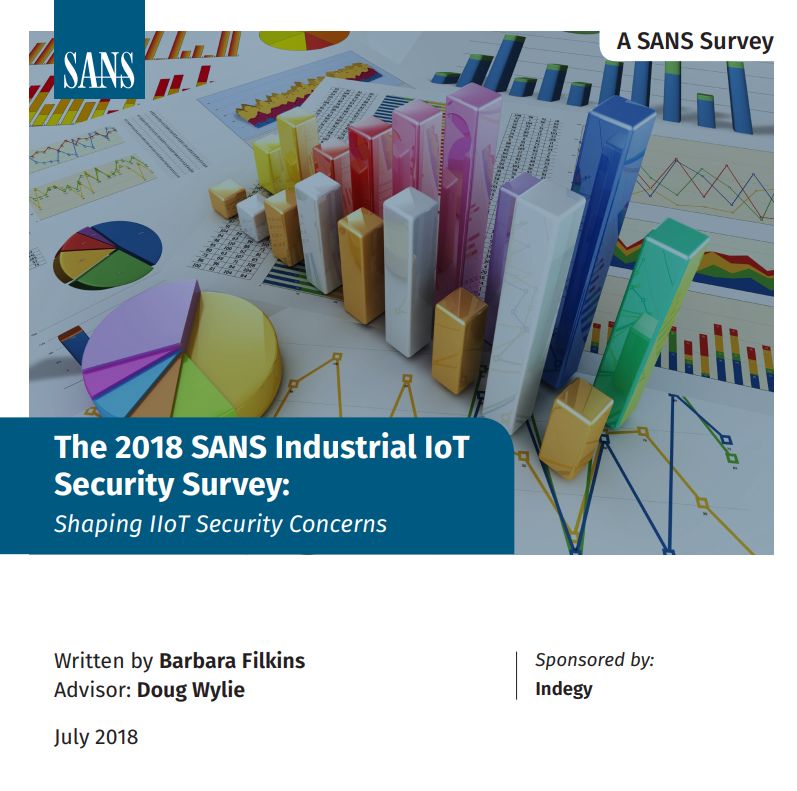 SANS
A SANS Survey
The 2018 SANS Industrial IoT
Security Survey:
Shaping IIoT Security Concerns
Written by Barbara Filkins
Advisor: Doug Wylie
July 2018
Sponsored by:
Indegy